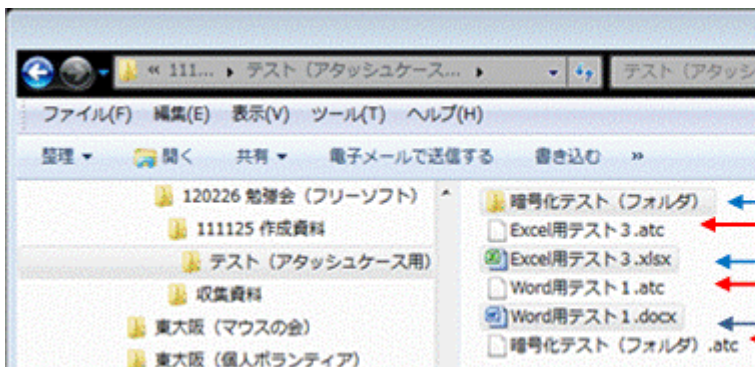 « 111... ▸ テスト（アタッシュケース... ▸
テスト（アタッシ
ファイル(F) 編集(E) 表示(V) ツール(T) ヘルプ(H)
整理 ▼ 開く 共有 ▼ 電子メールで送信する 書き込む »
120226 勉強会（フリーソフト）
111125 作成資料
テスト（アタッシュケース用）
収集資料
東大阪（マウスの会）
東大阪（個人ボランティア）
暗号化テスト（フォルダ）
Excel用テスト3.atc
Excel用テスト3.xlsx
Word用テスト1.atc
Word用テスト1.docx
暗号化テスト（フォルダ）.atc